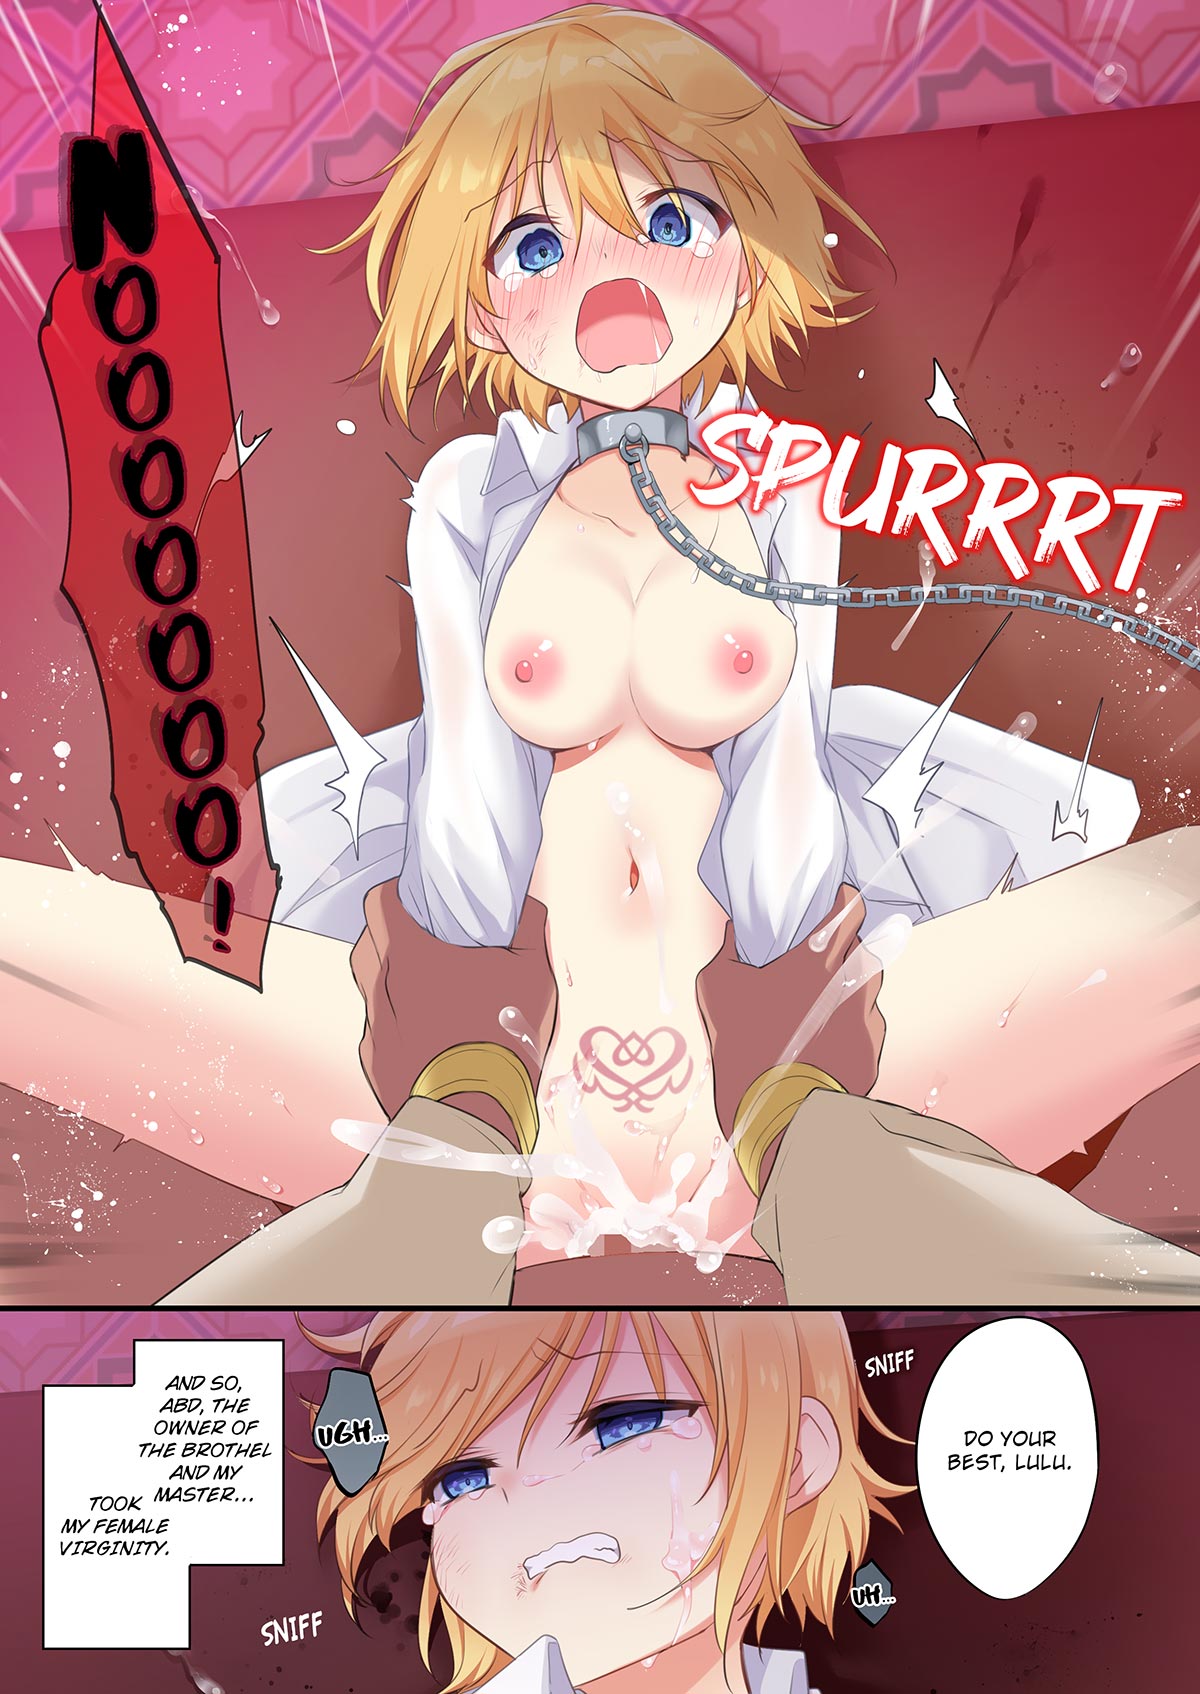 NOOOOOOO!
SPURRRT
AND SO,
ABD, THE
OWNER OF
THE BROTHEL
AND MY
MASTER...
TOOK
MY FEMALE
VIRGINITY.
UGH...
SNIFF
DO YOUR
BEST, LULU.
UH...
SNIFF